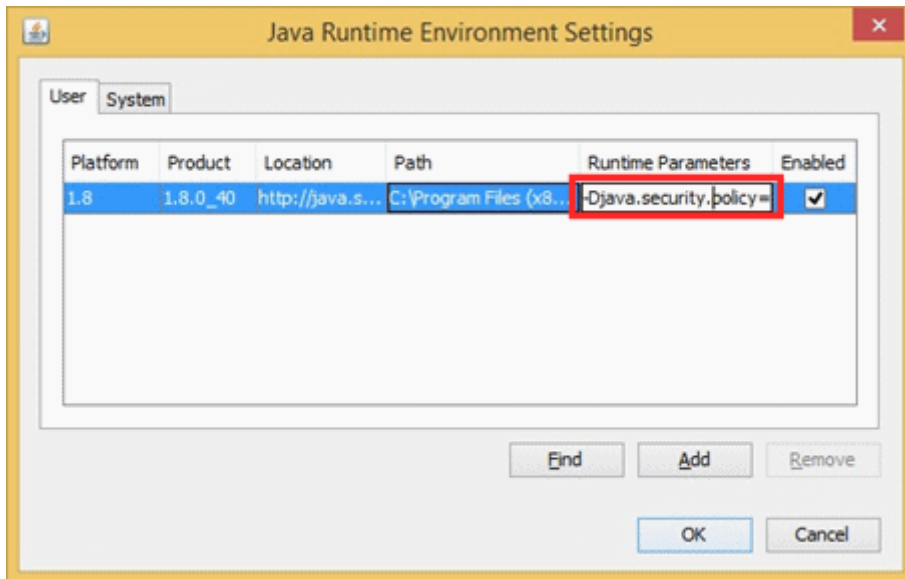 Java Runtime Environment Settings
User System
Platform Product Location Path Runtime Parameters Enabled
1.8 1.8.0_40 http://java.s... C:\Program Files (x8... -Djava.security.policy=
Find Add Remove
OK Cancel